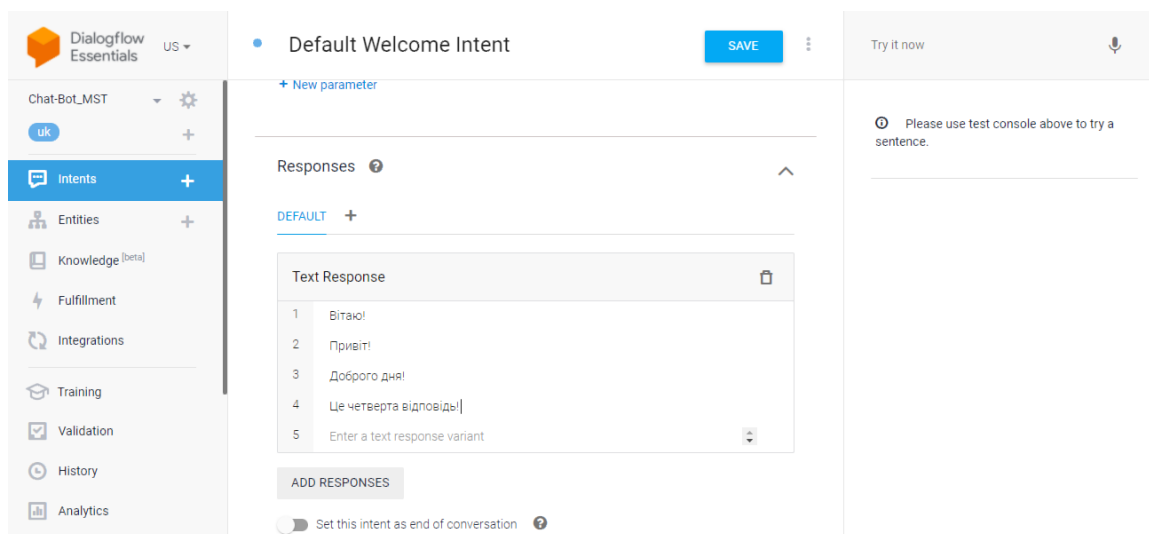 Dialogflow
Essentials
US
Default Welcome Intent
SAVE
Try it now
Chat-Bot_MST
uk
+ New parameter
Please use test console above to try a
sentence.
Intents
Entities
Knowledge [beta]
Fulfillment
Integrations
Training
Validation
History
Analytics
Responses
DEFAULT
Text Response
1 Вітаю!
2 Привіт!
3 Доброго дня!
4 Це четверта відповідь!
5 Enter a text response variant
ADD RESPONSES
Set this intent as end of conversation